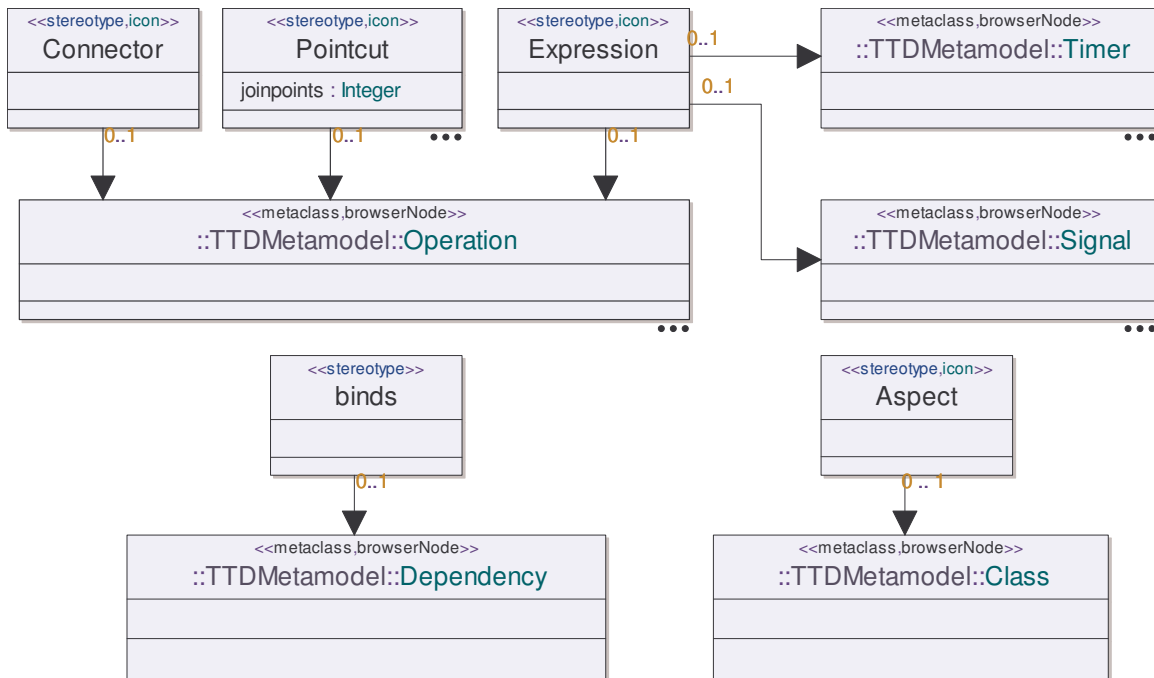 <<stereotype,icon>>
Connector
<<stereotype,icon>>
Pointcut
joinpoints : Integer
<<stereotype,icon>>
Expression
<<metaclass,browserNode>>
::TTDMetamodel::Timer
0..1
0..1
0..1
0..1
0..1
<<metaclass,browserNode>>
::TTDMetamodel::Operation
<<metaclass,browserNode>>
::TTDMetamodel::Signal
<<stereotype>>
binds
<<stereotype,icon>>
Aspect
0..1
0 .. 1
<<metaclass,browserNode>>
::TTDMetamodel::Dependency
<<metaclass,browserNode>>
::TTDMetamodel::Class